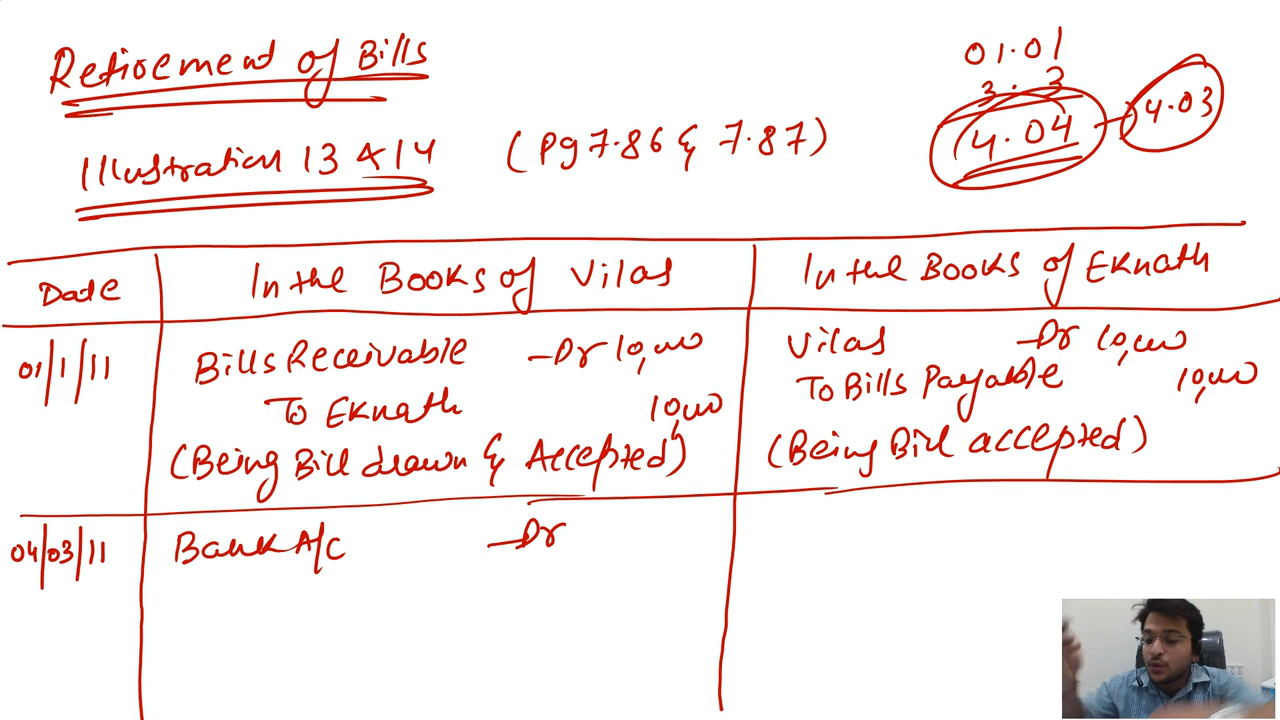 Retirement of Bills
Illustration 13 & 14 (Pg 7.86 & 7.87)
01.01
3. 3
4.04 - 4.03
Date In the Books of Vilas In the Books of Eknath
01/1/11 Bills Receivable -Dr 10,000 Vilas -Dr 10,000
To Eknath 10,000 To Bills Payable 10,000
(Being Bill drawn & Accepted) (Being Bill accepted)
04/03/11 Bank A/c -Dr